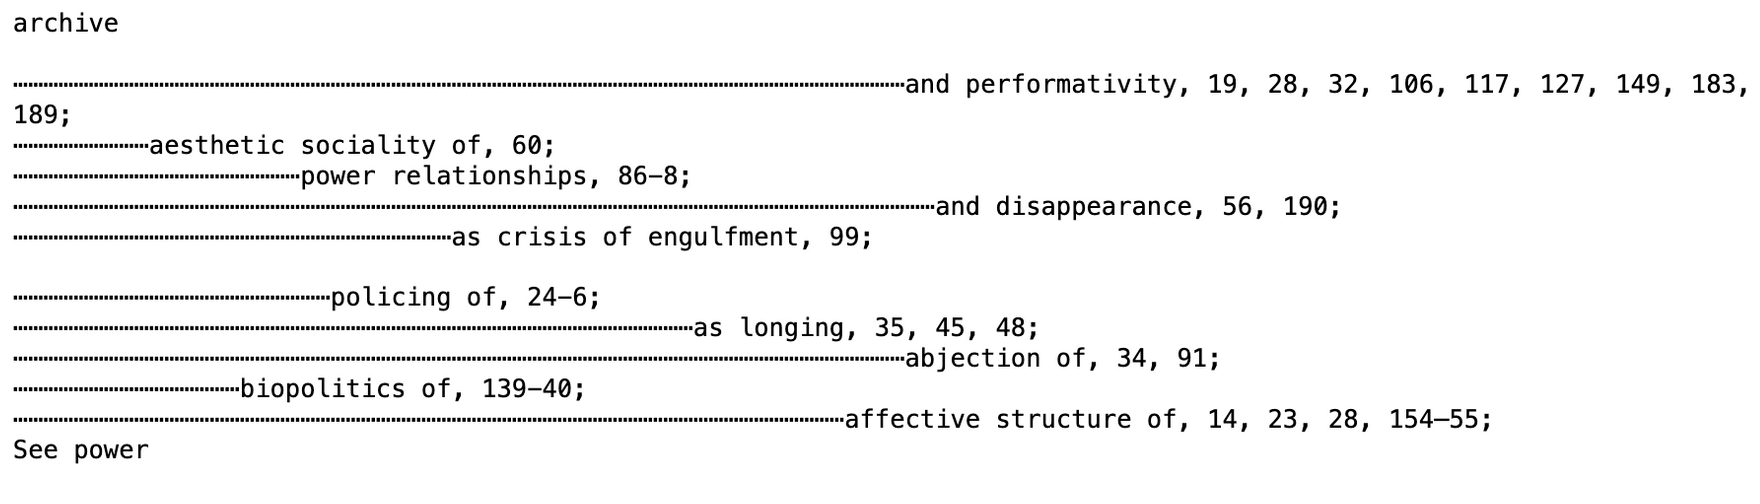 archive
……………………………………………………………………………………………………and performativity, 19, 28, 32, 106, 117, 127, 149, 183,
189;
………………aesthetic sociality of, 60;
………………………………power relationships, 86–8;
………………………………………………………………………………………………………and disappearance, 56, 190;
………………………………………………as crisis of engulfment, 99;
…………………………………policing of, 24–6;
…………………………………………………………………………as longing, 35, 45, 48;
……………………………………………………………………………………………………abjection of, 34, 91;
………………………biopolitics of, 139–40;
……………………………………………………………………………………………affective structure of, 14, 23, 28, 154–55;
See power